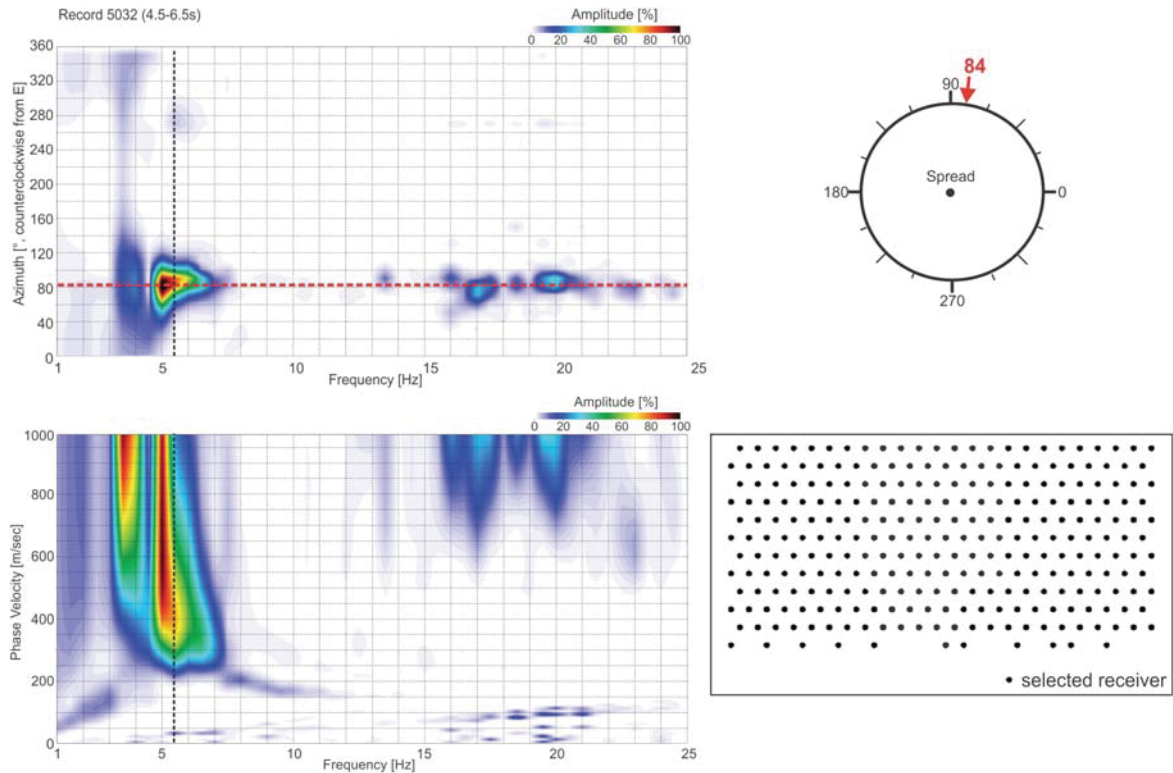 Record 5032 (4.5-6.5s)
Amplitude [%]
0 20 40 60 80 100
360
320
280
240
200
160
120
80
40
0
Azimuth [°, counterclockwise from E]
1 5 10 15 20 25
Frequency [Hz]
84
90
180
Spread
0
270
Amplitude [%]
0 20 40 60 80 100
1000
800
600
400
200
0
Phase Velocity [m/sec]
1 5 10 15 20 25
Frequency [Hz]
• selected receiver